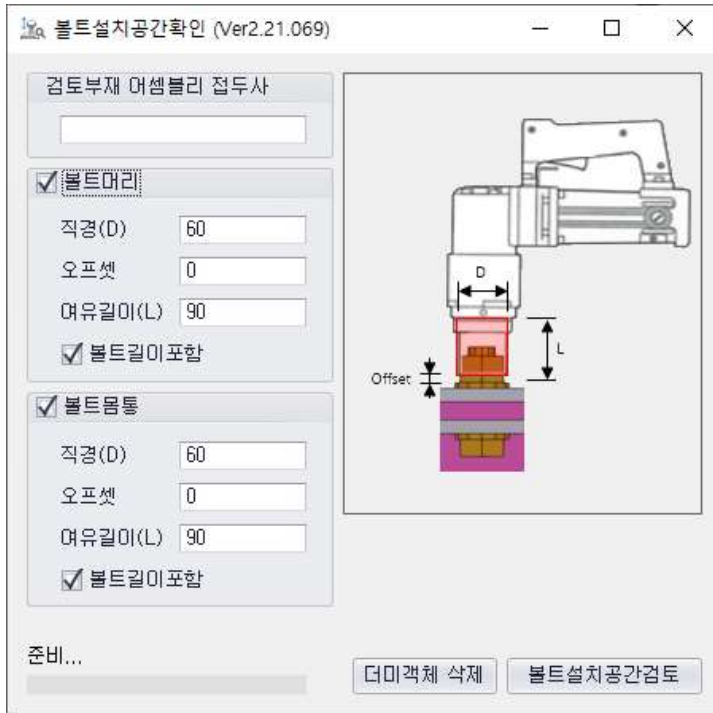 볼트설치공간확인 (Ver2.21.069)
검토부재 어셈블리 접두사
볼트머리
직경(D) 60
오프셋 0
여유길이(L) 90
볼트길이포함
볼트몸통
직경(D) 60
오프셋 0
여유길이(L) 90
볼트길이포함
D
L
Offset
준비...
더미객체 삭제 볼트설치공간검토